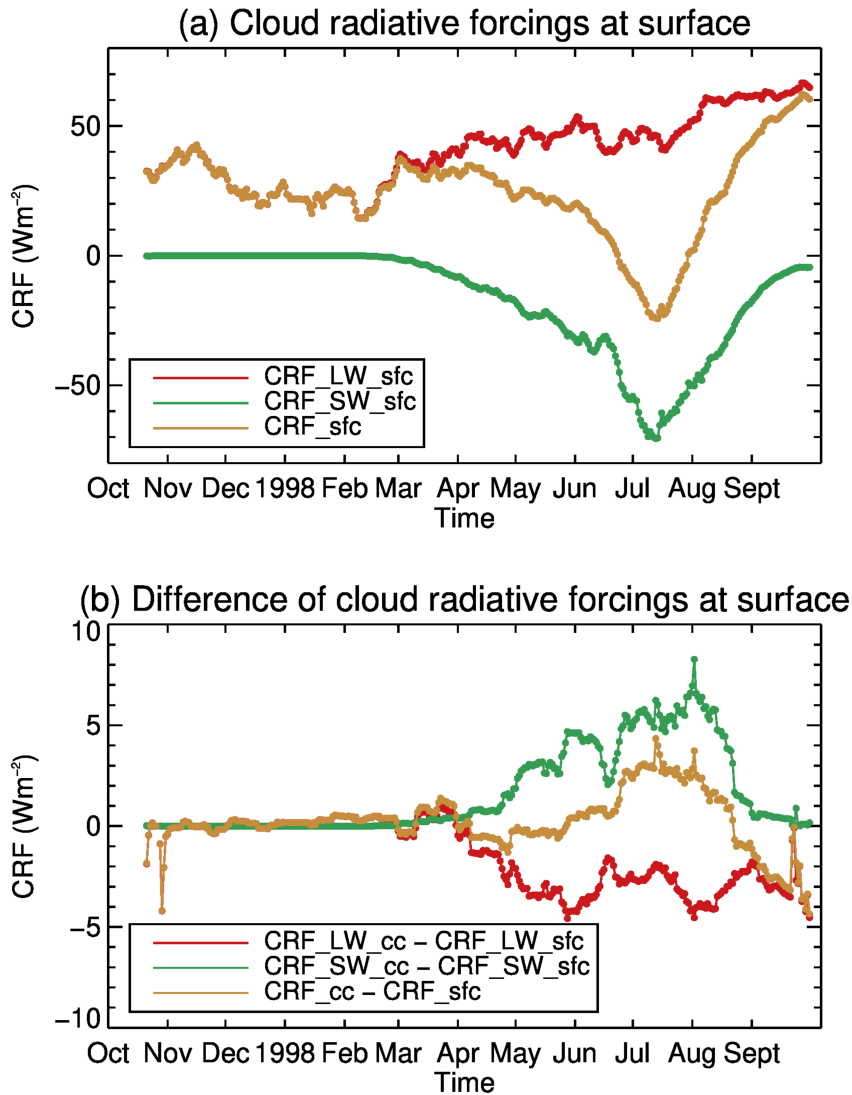 (a) Cloud radiative forcings at surface
50
0
−50
CRF (Wm⁻²)
CRF_LW_sfc
CRF_SW_sfc
CRF_sfc
Oct Nov Dec 1998 Feb Mar Apr May Jun Jul Aug Sept
Time
(b) Difference of cloud radiative forcings at surface
10
5
0
−5
−10
CRF (Wm⁻²)
CRF_LW_cc − CRF_LW_sfc
CRF_SW_cc − CRF_SW_sfc
CRF_cc − CRF_sfc
Oct Nov Dec 1998 Feb Mar Apr May Jun Jul Aug Sept
Time